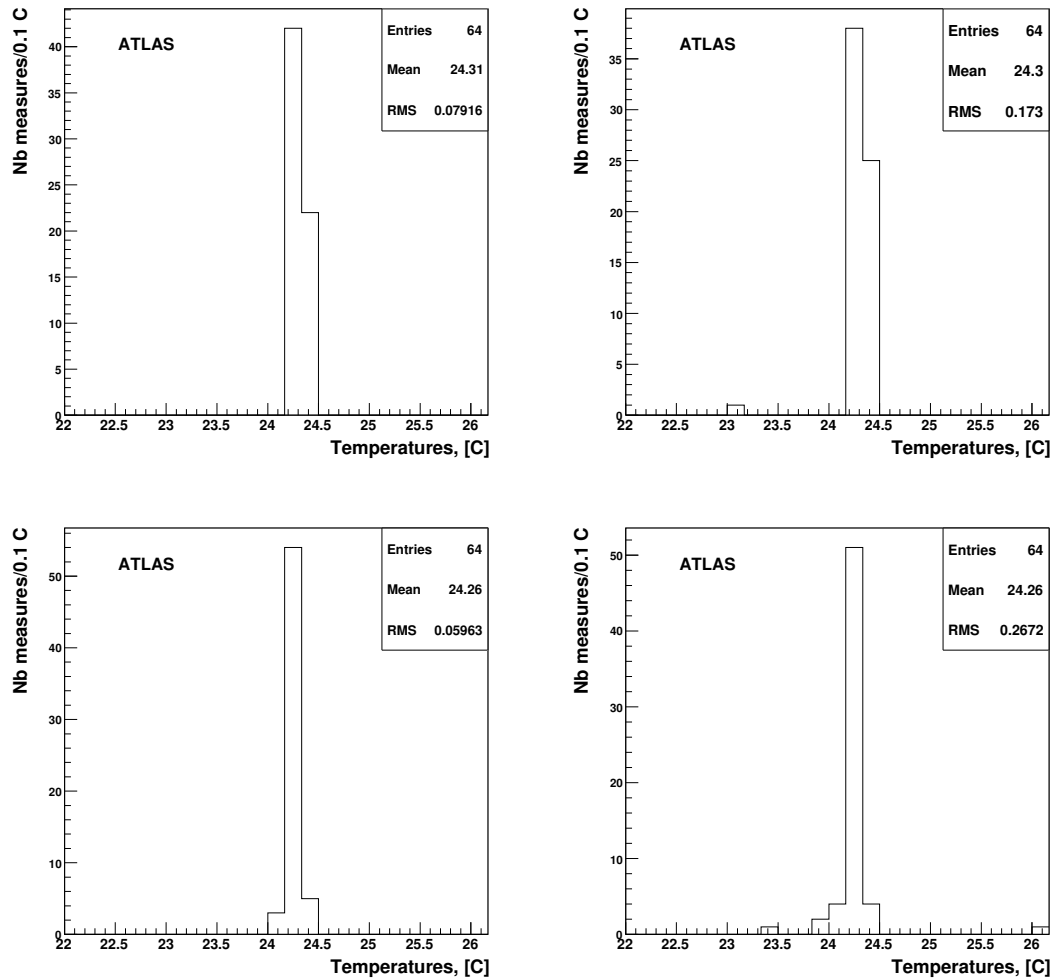 Nb measures/0.1 C
ATLAS
Entries 64
Mean 24.31
RMS 0.07916
40
35
30
25
20
15
10
5
0
22 22.5 23 23.5 24 24.5 25 25.5 26
Temperatures, [C]
Nb measures/0.1 C
ATLAS
Entries 64
Mean 24.3
RMS 0.173
35
30
25
20
15
10
5
0
22 22.5 23 23.5 24 24.5 25 25.5 26
Temperatures, [C]
Nb measures/0.1 C
ATLAS
Entries 64
Mean 24.26
RMS 0.05963
50
40
30
20
10
0
22 22.5 23 23.5 24 24.5 25 25.5 26
Temperatures, [C]
Nb measures/0.1 C
ATLAS
Entries 64
Mean 24.26
RMS 0.2672
50
40
30
20
10
0
22 22.5 23 23.5 24 24.5 25 25.5 26
Temperatures, [C]